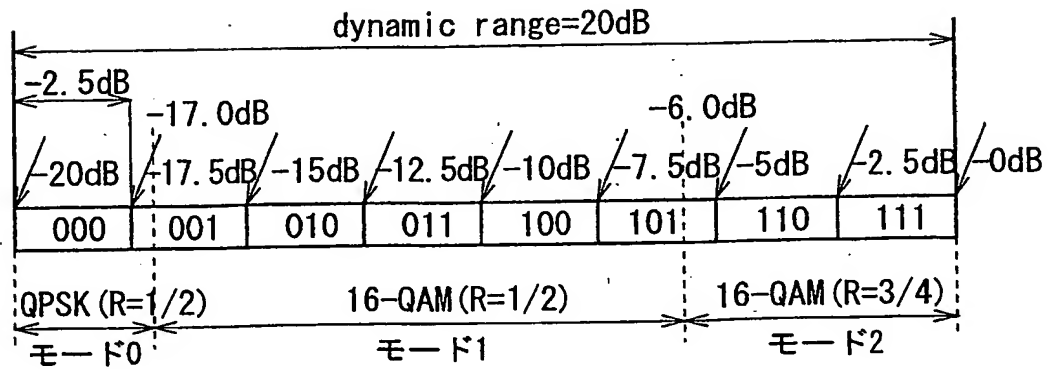 dynamic range=20dB
-2.5dB
-17.0dB
-6.0dB
-20dB -17.5dB -15dB -12.5dB -10dB -7.5dB -5dB -2.5dB -0dB
000 001 010 011 100 101 110 111
QPSK(R=1/2) 16-QAM(R=1/2) 16-QAM(R=3/4)
モード0 モード1 モード2